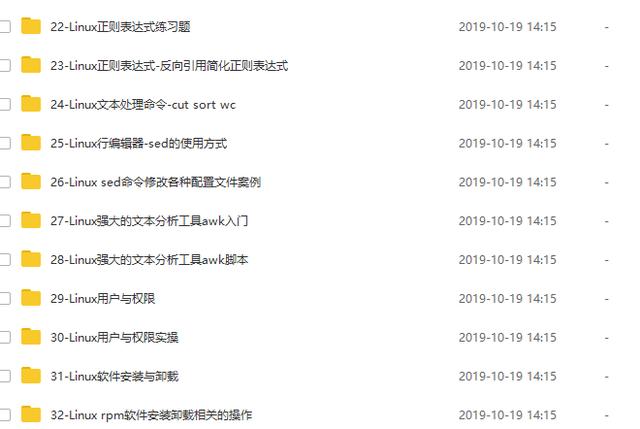 22-Linux正则表达式练习题 2019-10-19 14:15 -
23-Linux正则表达式-反向引用简化正则表达式 2019-10-19 14:15 -
24-Linux文本处理命令-cut sort wc 2019-10-19 14:15 -
25-Linux行编辑器-sed的使用方式 2019-10-19 14:15 -
26-Linux sed命令修改各种配置文件案例 2019-10-19 14:15 -
27-Linux强大的文本分析工具awk入门 2019-10-19 14:15 -
28-Linux强大的文本分析工具awk脚本 2019-10-19 14:15 -
29-Linux用户与权限 2019-10-19 14:15 -
30-Linux用户与权限实操 2019-10-19 14:15 -
31-Linux软件安装与卸载 2019-10-19 14:15 -
32-Linux rpm软件安装卸载相关的操作 2019-10-19 14:15 -